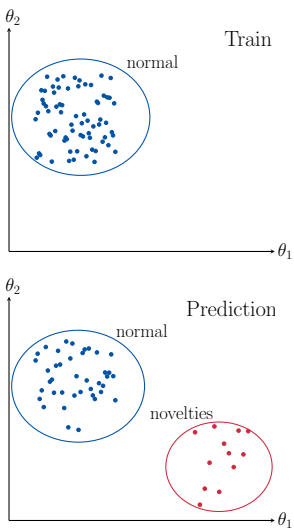 θ₂
Train
normal
θ₁
θ₂
Prediction
normal
novelties
θ₁